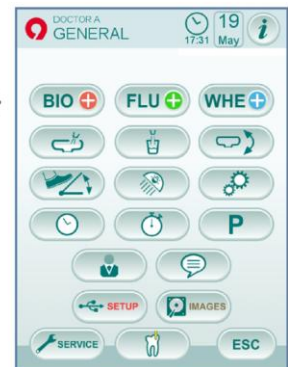 DOCTOR A
GENERAL
17:31
19
May
i
BIO
FLU
WHE
P
SETUP
IMAGES
SERVICE
ESC